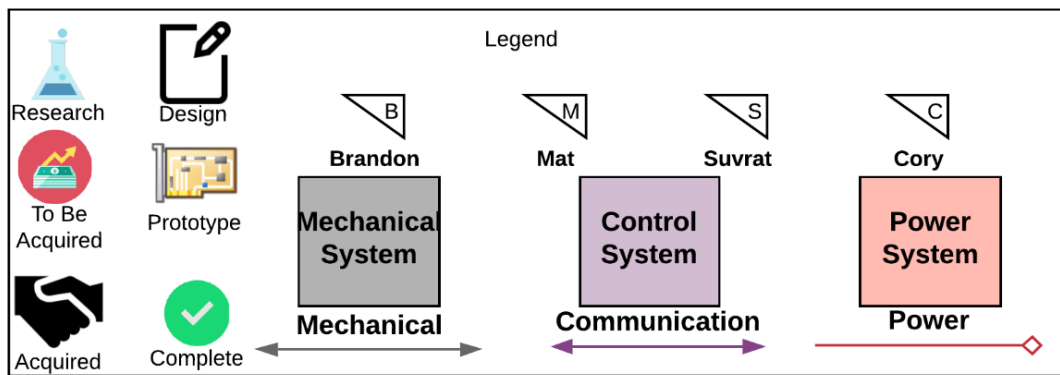 Legend
Research
Design
B
M
S
C
Brandon
Mat
Suvrat
Cory
To Be
Acquired
Prototype
Mechanical
System
Control
System
Power
System
Mechanical
Communication
Power
Acquired
Complete